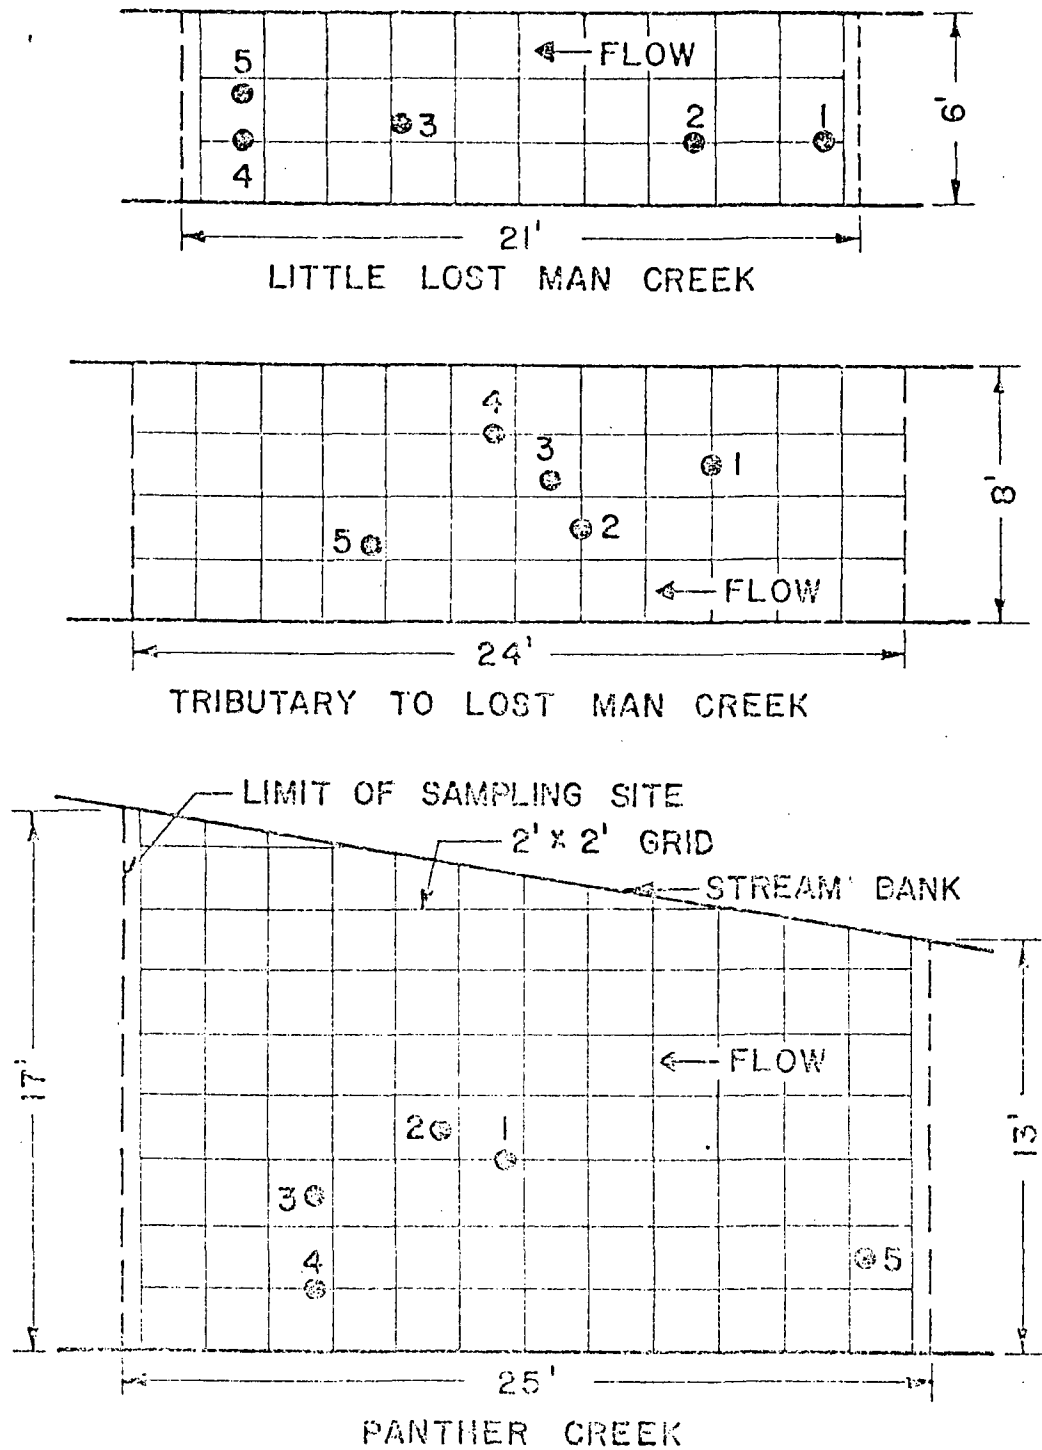 FLOW
5
3
2
1
4
6'
21'
LITTLE LOST MAN CREEK
4
3
1
2
5
8'
FLOW
24'
TRIBUTARY TO LOST MAN CREEK
LIMIT OF SAMPLING SITE
2' X 2' GRID
STREAM BANK
FLOW
17'
13'
2
1
3
4
5
25'
PANTHER CREEK